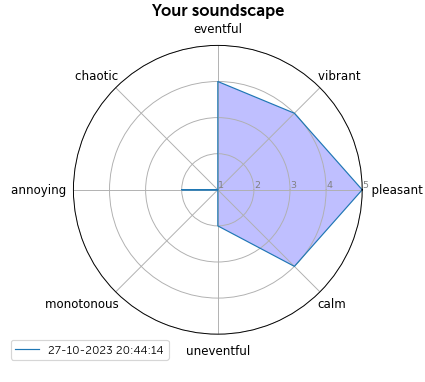 Your soundscape
eventful
chaotic
vibrant
annoying
1 2 3 4 5
pleasant
monotonous
calm
27-10-2023 20:44:14
uneventful